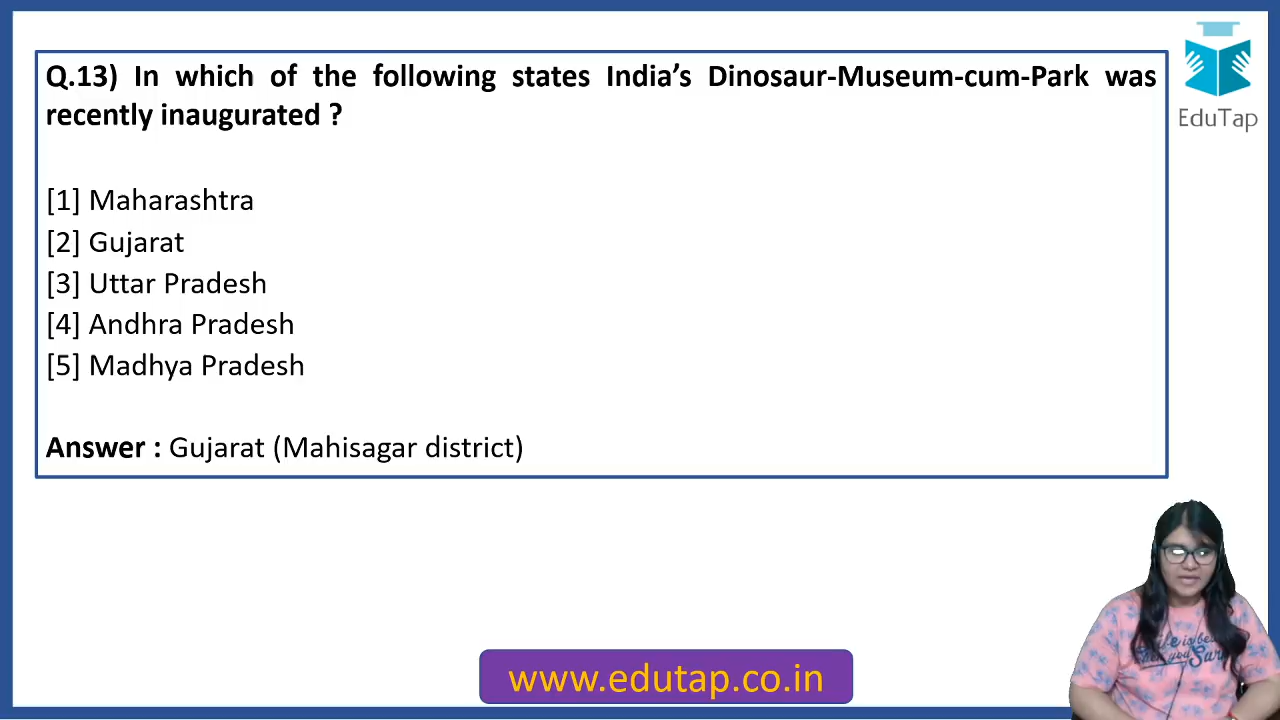 Q.13) In which of the following states India’s Dinosaur-Museum-cum-Park was
recently inaugurated ?
[1] Maharashtra
[2] Gujarat
[3] Uttar Pradesh
[4] Andhra Pradesh
[5] Madhya Pradesh
Answer : Gujarat (Mahisagar district)
EduTap
www.edutap.co.in